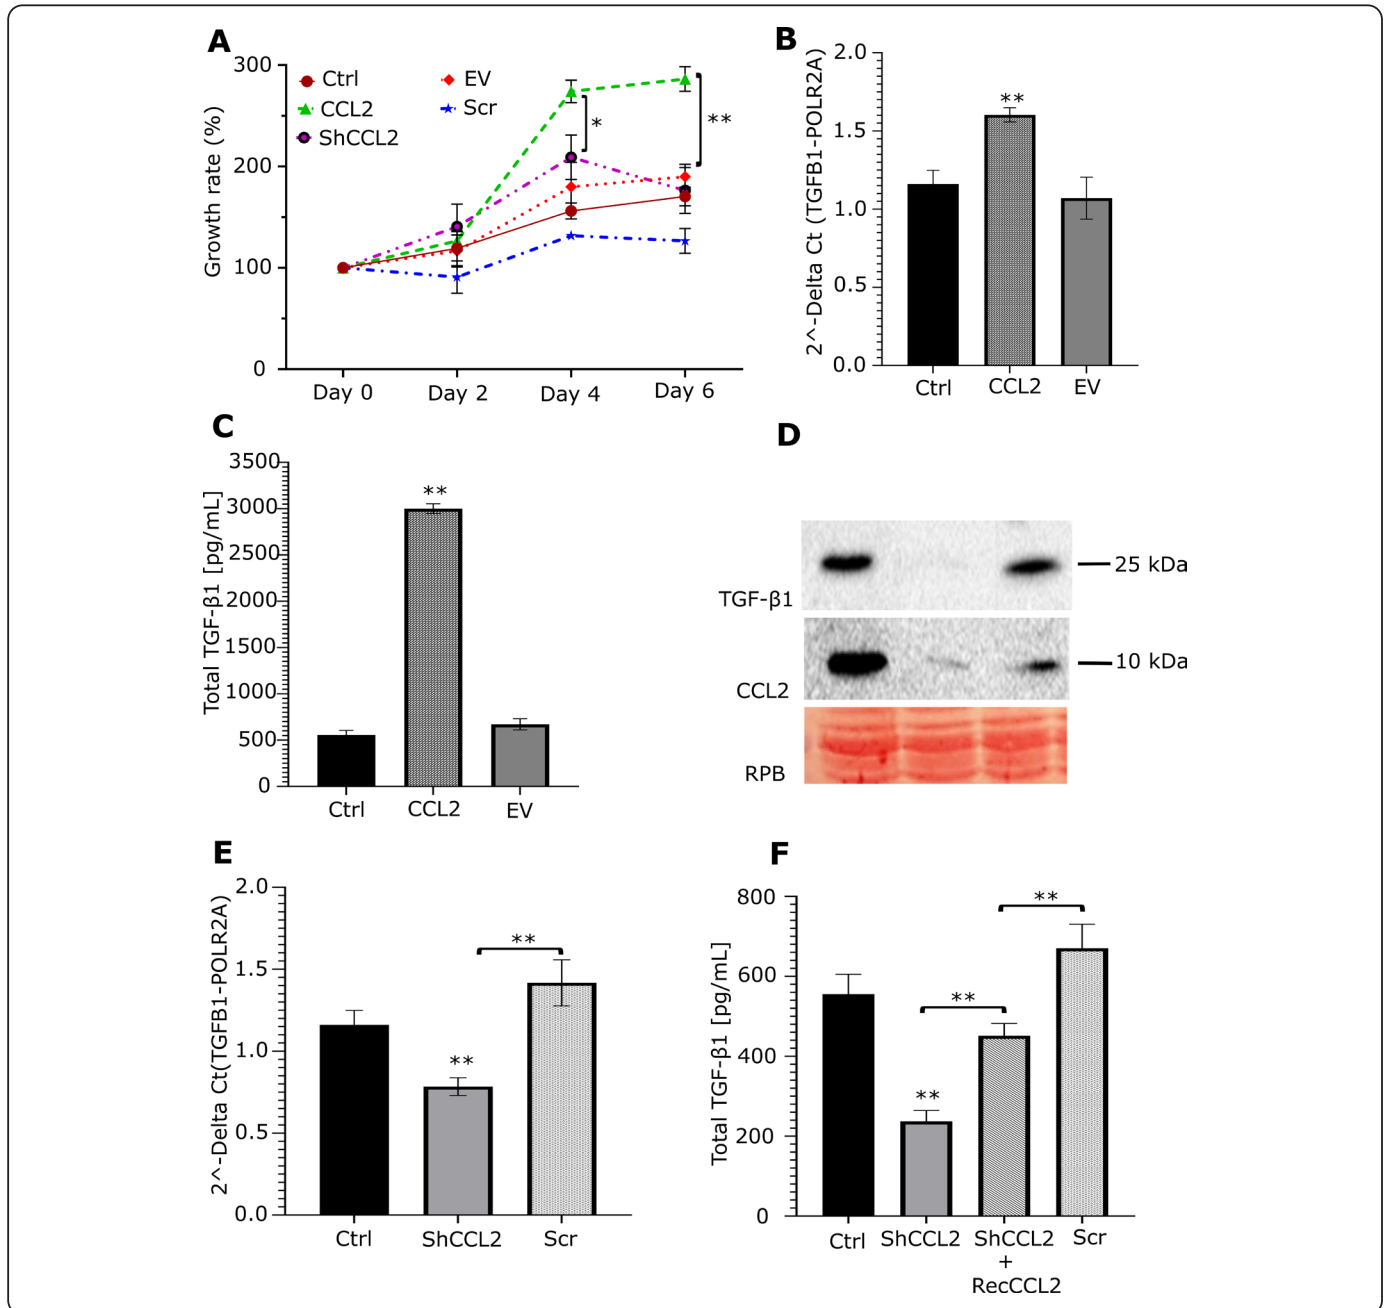 A
300
200
100
0
Growth rate (%)
Ctrl
CCL2
ShCCL2
EV
Scr
*
**
Day 0 Day 2 Day 4 Day 6
B
2.0
1.5
1.0
0.5
0.0
2^-Delta Ct (TGFB1-POLR2A)
**
Ctrl CCL2 EV
C
3500
3000
2500
2000
1500
1000
500
0
Total TGF-β1 [pg/mL]
**
Ctrl CCL2 EV
D
TGF-β1
25 kDa
CCL2
10 kDa
RPB
E
2.0
1.5
1.0
0.5
0.0
2^-Delta Ct(TGFB1-POLR2A)
**
**
Ctrl ShCCL2 Scr
F
800
600
400
200
0
Total TGF-β1 [pg/mL]
**
**
**
Ctrl ShCCL2 ShCCL2 Scr
+
RecCCL2